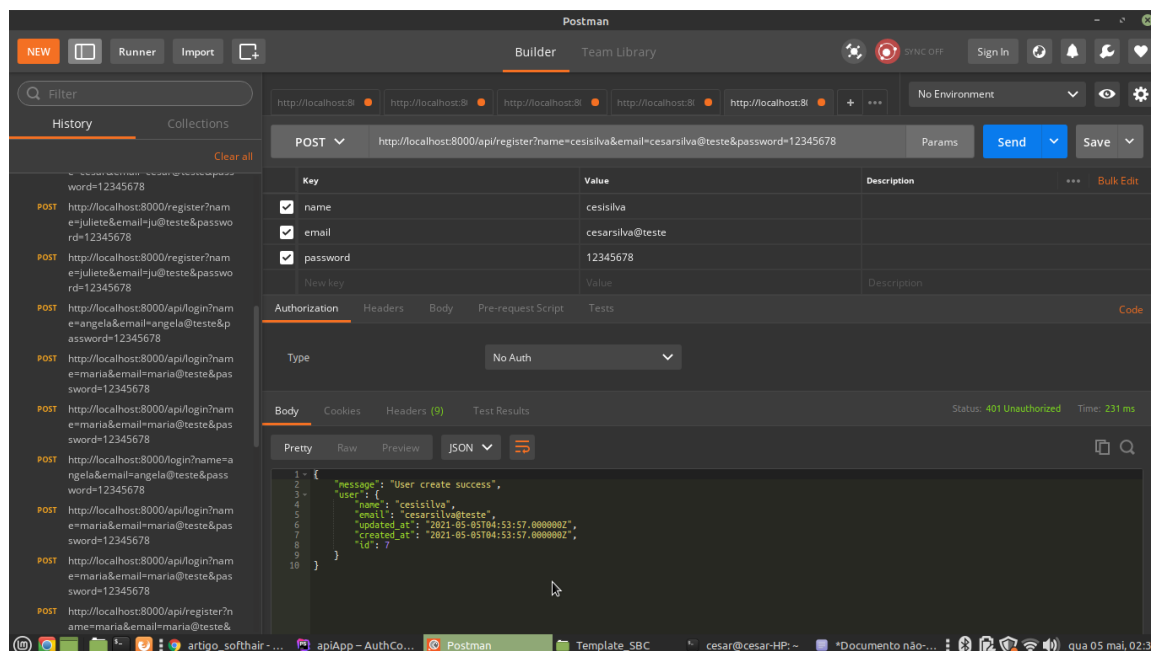 Postman
NEW Runner Import Builder Team Library SYNC OFF Sign In
Filter
History Collections
Clear all
word=12345678
POST http://localhost:8000/register?nam
e=juliete&email=ju@teste&passwo
rd=12345678
POST http://localhost:8000/register?nam
e=juliete&email=ju@teste&passwo
rd=12345678
POST http://localhost:8000/api/login?nam
e=angela&email=angela@teste&p
assword=12345678
POST http://localhost:8000/api/login?nam
e=maria&email=maria@teste&pas
sword=12345678
POST http://localhost:8000/api/login?nam
e=maria&email=maria@teste&pas
sword=12345678
POST http://localhost:8000/login?name=a
ngela&email=angela@teste&pass
word=12345678
POST http://localhost:8000/api/login?nam
e=maria&email=maria@teste&pas
sword=12345678
POST http://localhost:8000/api/login?nam
e=maria&email=maria@teste&pas
sword=12345678
POST http://localhost:8000/api/register?n
ame=maria&email=maria@teste&
http://localhost:8( http://localhost:8( http://localhost:8( http://localhost:8( http://localhost:8( + ••• No Environment
POST http://localhost:8000/api/register?name=cesisilva&email=cesarsilva@teste&password=12345678 Params Send Save
Key Value Description ••• Bulk Edit
name cesisilva
email cesarsilva@teste
password 12345678
New key Value Description
Authorization Headers Body Pre-request Script Tests Code
Type No Auth
Body Cookies Headers (9) Test Results Status: 401 Unauthorized Time: 231 ms
Pretty Raw Preview JSON
1 {
2 "message": "User create success",
3 "user": {
4 "name": "cesisilva",
5 "email": "cesarsilva@teste",
6 "updated_at": "2021-05-05T04:53:57.000000Z",
7 "created_at": "2021-05-05T04:53:57.000000Z",
8 "id": 7
9 }
10 }
artigo_softhair - ... apiApp – AuthCo... Postman Template_SBC cesar@cesar-HP: ~ *Documento não-... qua 05 mai, 02:3